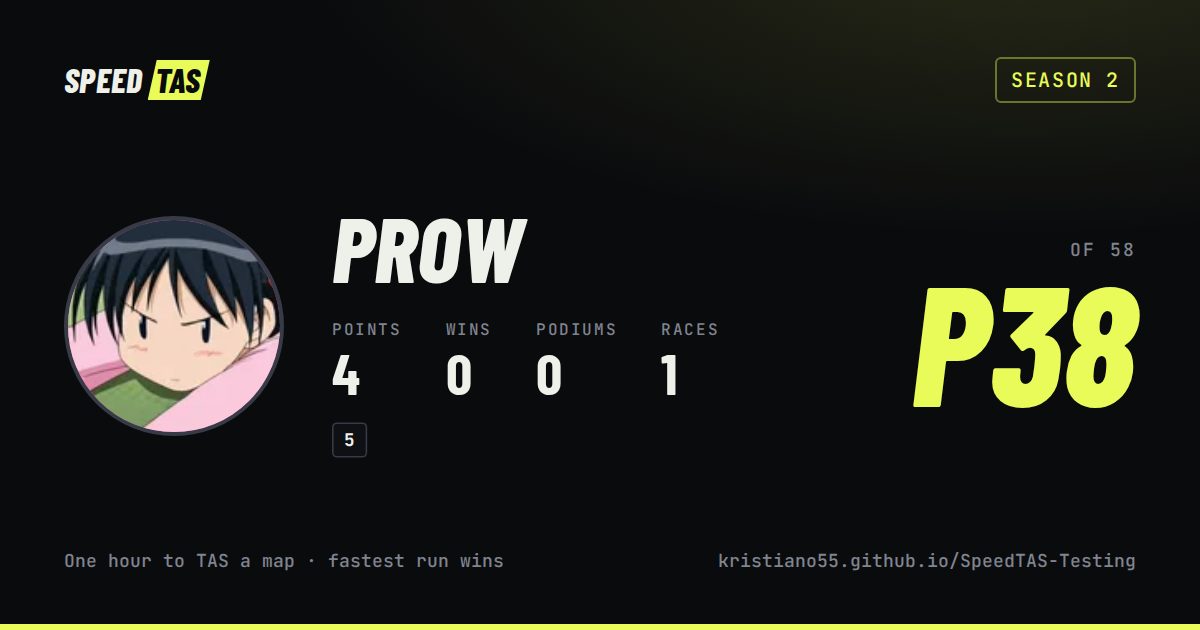 SPEED TAS
SEASON 2
PROW
OF 58
P38
POINTS WINS PODIUMS RACES
4 0 0 1
5
One hour to TAS a map · fastest run wins
kristiano55.github.io/SpeedTAS-Testing